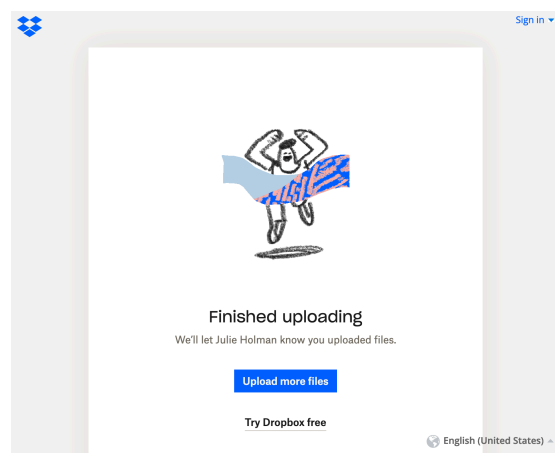 Sign in
Finished uploading
We'll let Julie Holman know you uploaded files.
Upload more files
Try Dropbox free
English (United States)